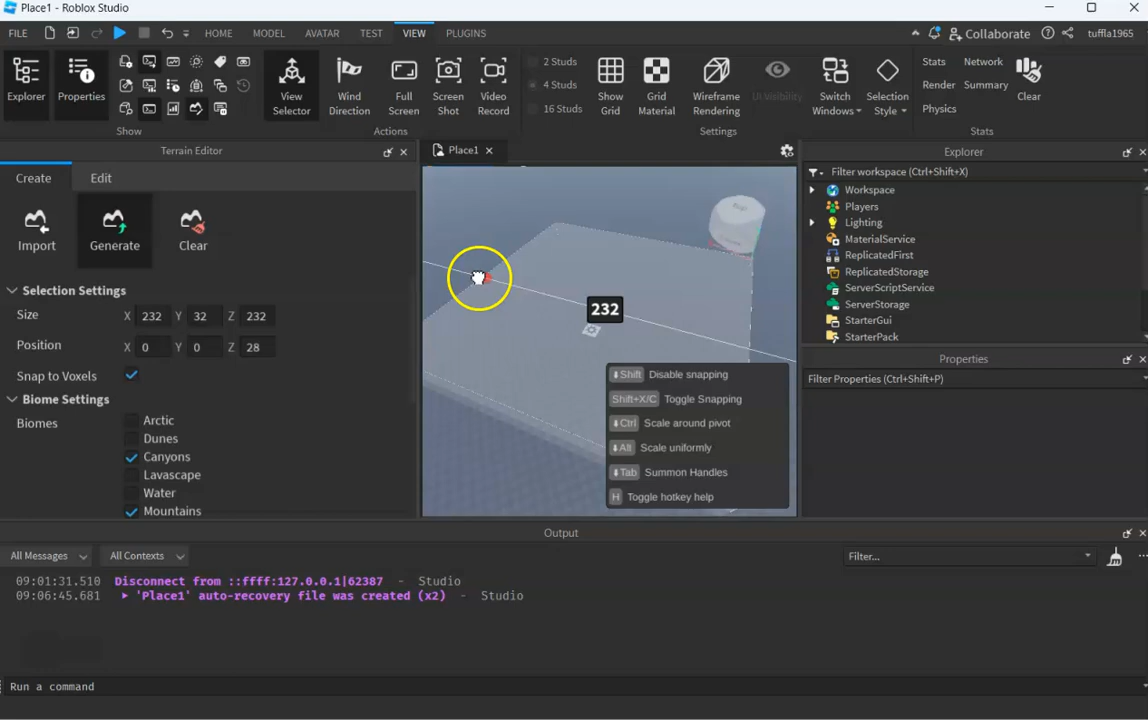 Place1 - Roblox Studio
FILE HOME MODEL AVATAR TEST VIEW PLUGINS Collaborate tuffla1965
Explorer Properties View Selector Wind Direction Full Screen Screen Shot Video Record 2 Studs 4 Studs 16 Studs Show Grid Grid Material Wireframe Rendering UI Visibility Switch Windows Selection Style Stats Render Physics Network Summary Clear
Show Actions Settings Stats
Terrain Editor
Create Edit
Import Generate Clear
Selection Settings
Size X 232 Y 32 Z 232
Position X 0 Y 0 Z 28
Snap to Voxels
Biome Settings
Biomes Arctic
Dunes
Canyons
Lavascape
Water
Mountains
Place1
232
Shift Disable snapping
Shift+X/C Toggle Snapping
Ctrl Scale around pivot
Alt Scale uniformly
Tab Summon Handles
H Toggle hotkey help
Explorer
Filter workspace (Ctrl+Shift+X)
Workspace
Players
Lighting
MaterialService
ReplicatedFirst
ReplicatedStorage
ServerScriptService
ServerStorage
StarterGui
StarterPack
Properties
Filter Properties (Ctrl+Shift+P)
Output
All Messages All Contexts Filter...
09:01:31.510 Disconnect from ::ffff:127.0.0.1|62387 - Studio
09:06:45.681 'Place1' auto-recovery file was created (x2) - Studio
Run a command